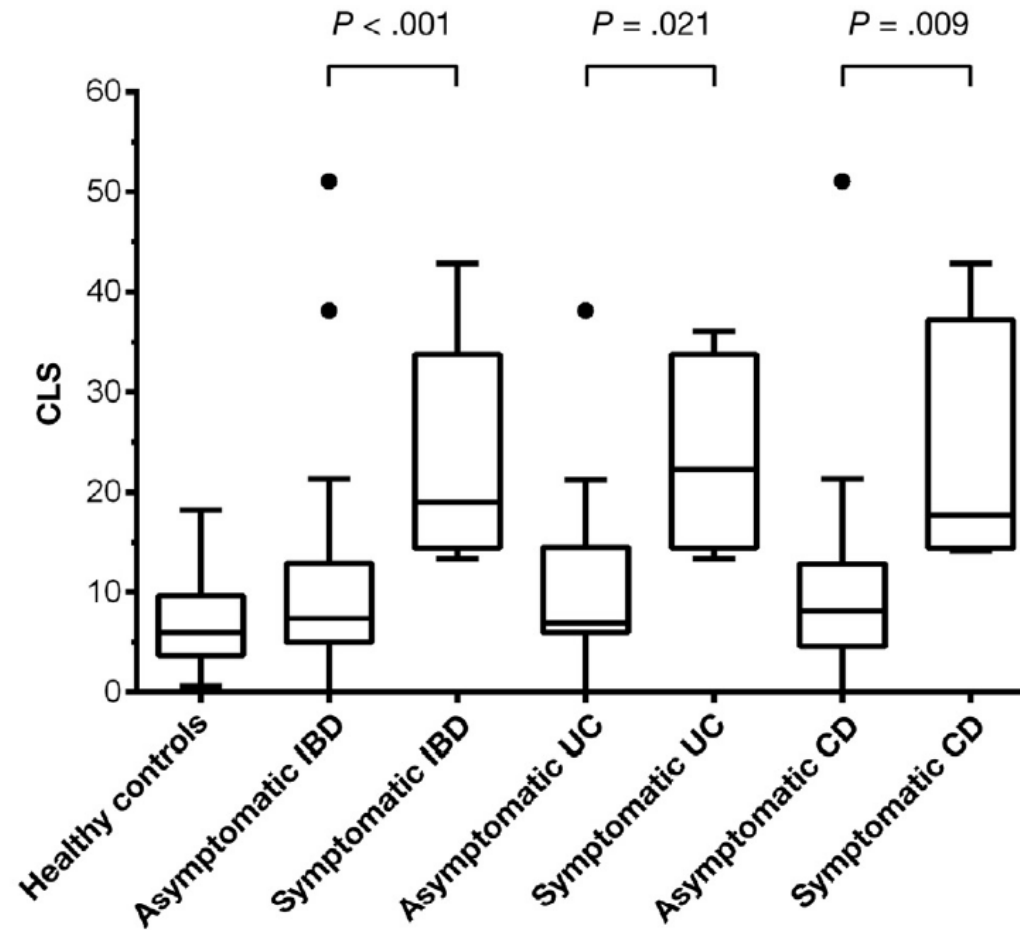 P < .001
P = .021
P = .009
60
50
40
30
20
10
0
CLS
Healthy controls
Asymptomatic IBD
Symptomatic IBD
Asymptomatic UC
Symptomatic UC
Asymptomatic CD
Symptomatic CD